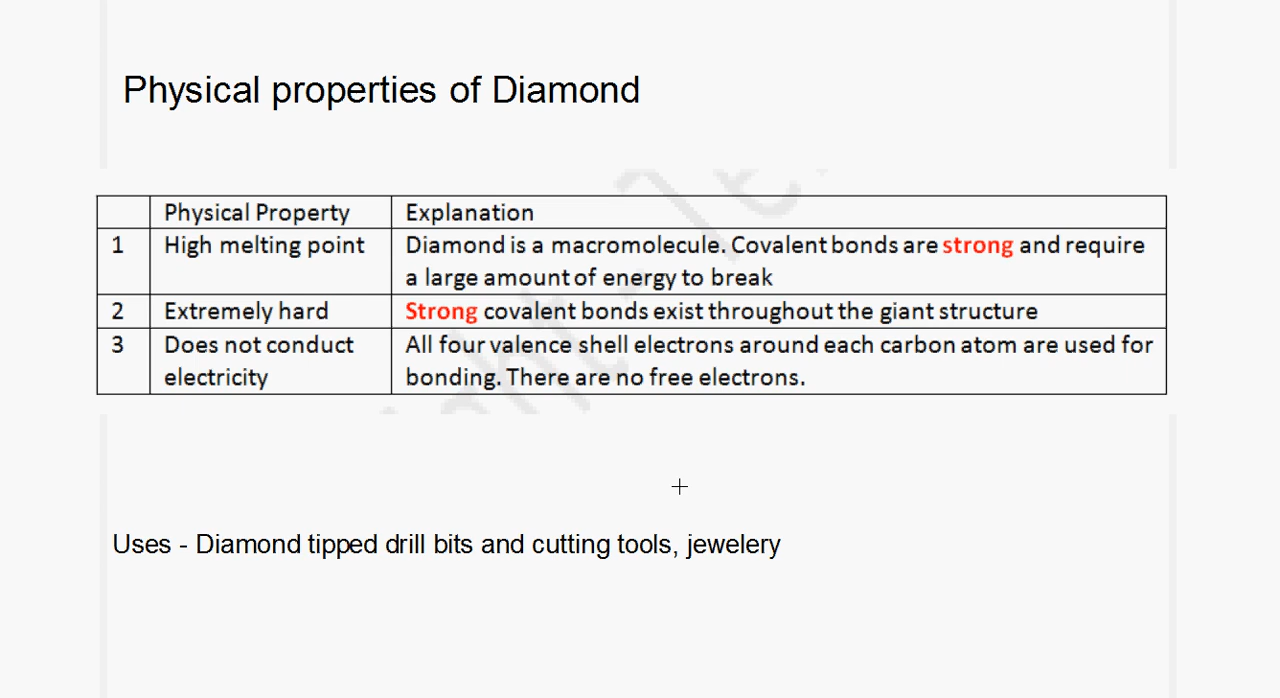 Physical properties of Diamond
Physical Property Explanation
1 High melting point Diamond is a macromolecule. Covalent bonds are strong and require
a large amount of energy to break
2 Extremely hard Strong covalent bonds exist throughout the giant structure
3 Does not conduct All four valence shell electrons around each carbon atom are used for
electricity bonding. There are no free electrons.
Uses - Diamond tipped drill bits and cutting tools, jewelery